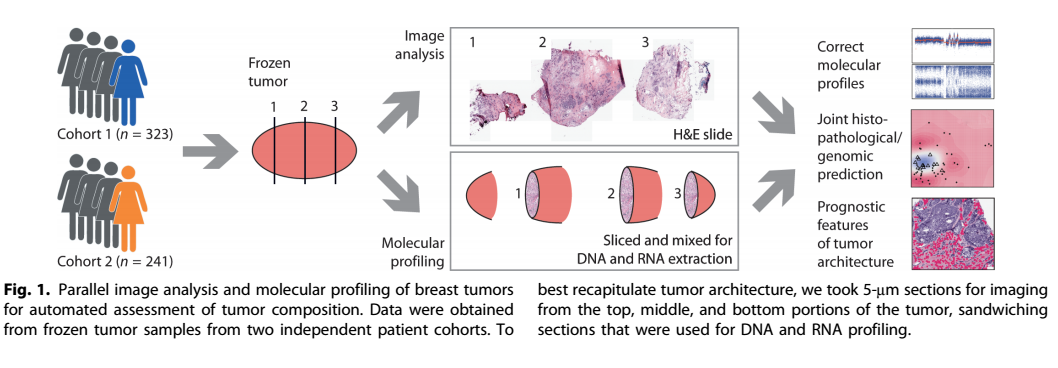 Cohort 1 (n = 323)
Cohort 2 (n = 241)
Frozen
tumor
1 2 3
Image
analysis
1 2 3
H&E slide
Molecular
profiling
1 2 3
Sliced and mixed for
DNA and RNA extraction
Correct
molecular
profiles
Joint histo-
pathological/
genomic
prediction
Prognostic
features
of tumor
architecture
Fig. 1. Parallel image analysis and molecular profiling of breast tumors
for automated assessment of tumor composition. Data were obtained
from frozen tumor samples from two independent patient cohorts. To
best recapitulate tumor architecture, we took 5-μm sections for imaging
from the top, middle, and bottom portions of the tumor, sandwiching
sections that were used for DNA and RNA profiling.